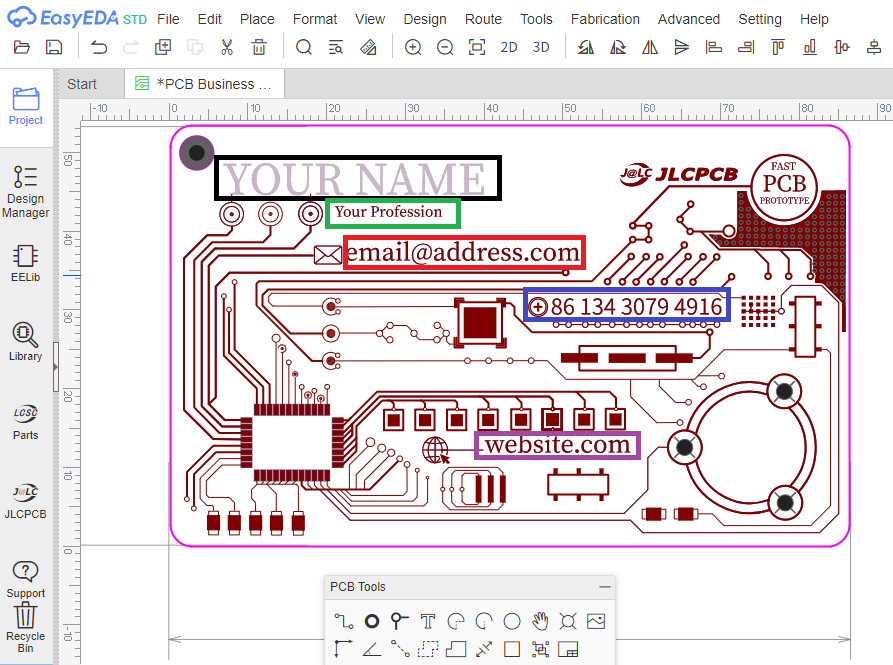 EasyEDA STD File Edit Place Format View Design Route Tools Fabrication Advanced Setting Help
2D 3D
Start *PCB Business ...
-10 0 10 20 30 40 50 60 70 80 90
Project
Design
Manager
EELib
Library
LCSC
Parts
J@LC
JLCPCB
Support
Recycle
Bin
50
40
30
20
10
0
-10
YOUR NAME
Your Profession
email@address.com
J@LC JLCPCB
FAST
PCB
PROTOTYPE
86 134 3079 4916
website.com
PCB Tools
T